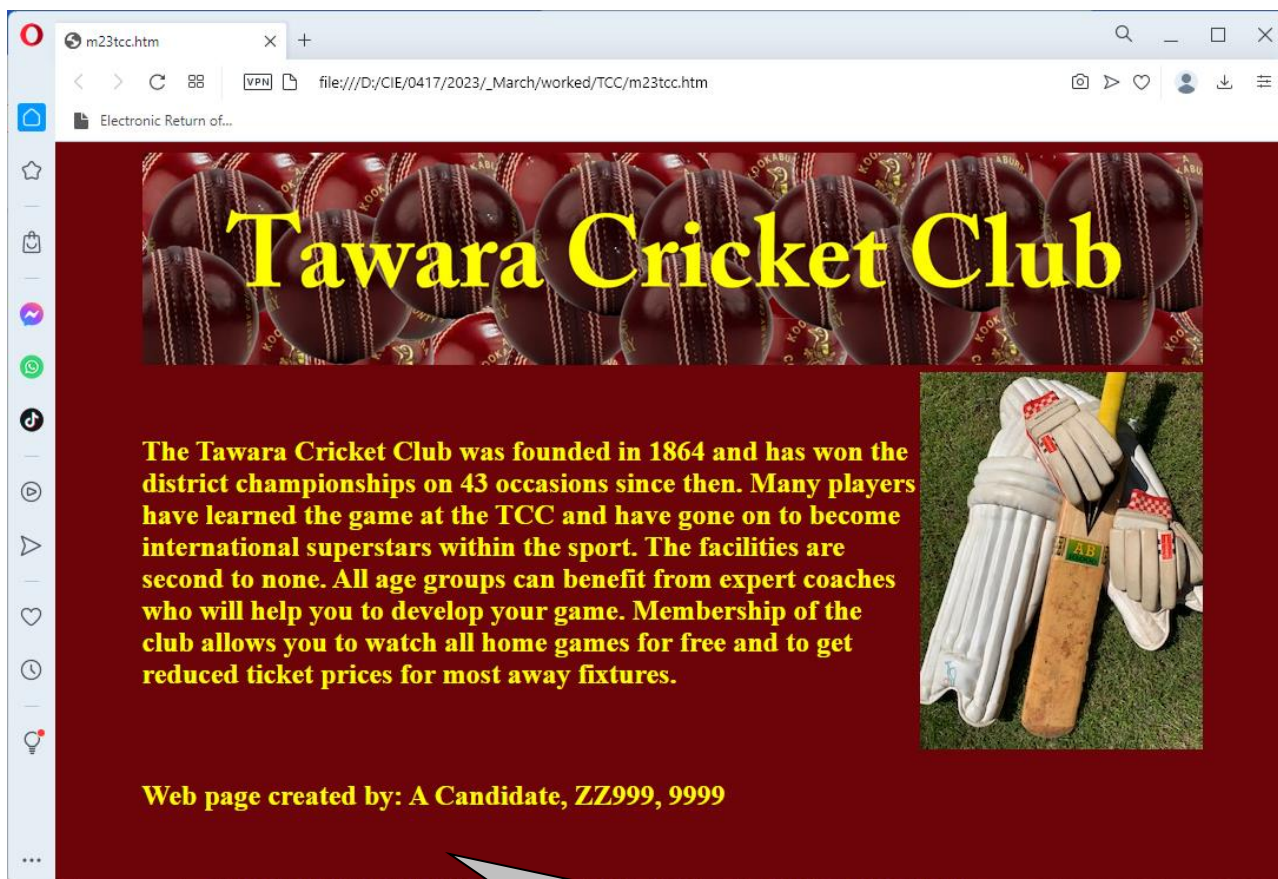 m23tcc.htm
VPN
file:///D:/CIE/0417/2023/_March/worked/TCC/m23tcc.htm
Electronic Return of...
Tawara Cricket Club
The Tawara Cricket Club was founded in 1864 and has won the
district championships on 43 occasions since then. Many players
have learned the game at the TCC and have gone on to become
international superstars within the sport. The facilities are
second to none. All age groups can benefit from expert coaches
who will help you to develop your game. Membership of the
club allows you to watch all home games for free and to get
reduced ticket prices for most away fixtures.
AB
Web page created by: A Candidate, ZZ999, 9999